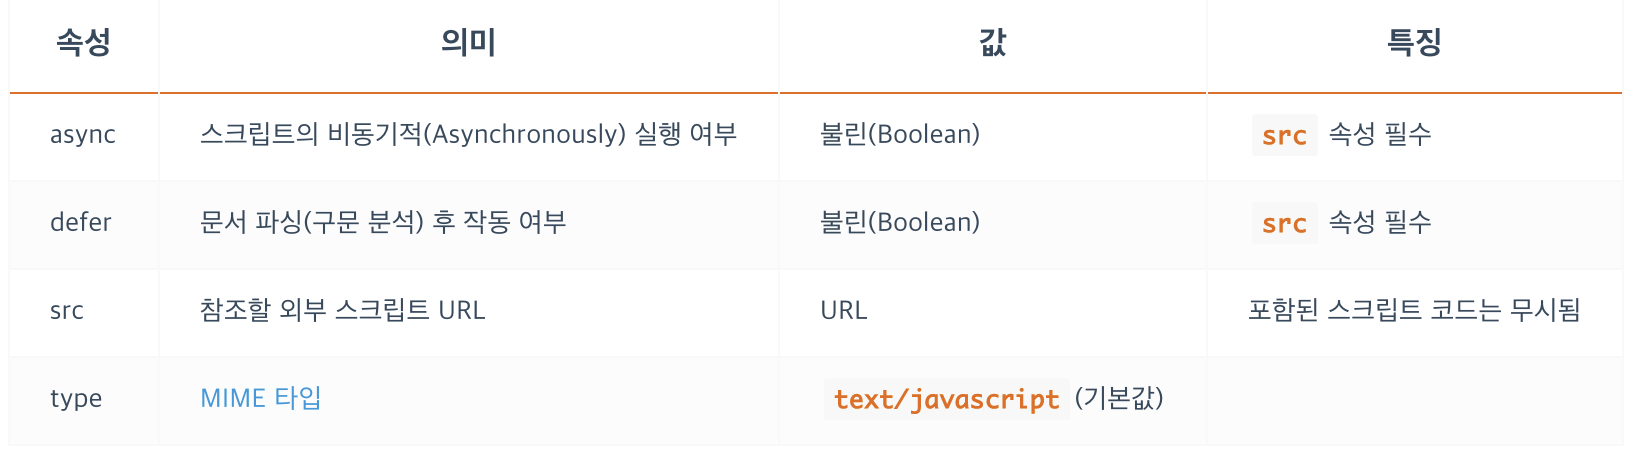 속성 의미 값 특징
async 스크립트의 비동기적(Asynchronously) 실행 여부 불린(Boolean) src 속성 필수
defer 문서 파싱(구문 분석) 후 작동 여부 불린(Boolean) src 속성 필수
src 참조할 외부 스크립트 URL URL 포함된 스크립트 코드는 무시됨
type MIME 타입 text/javascript (기본값)